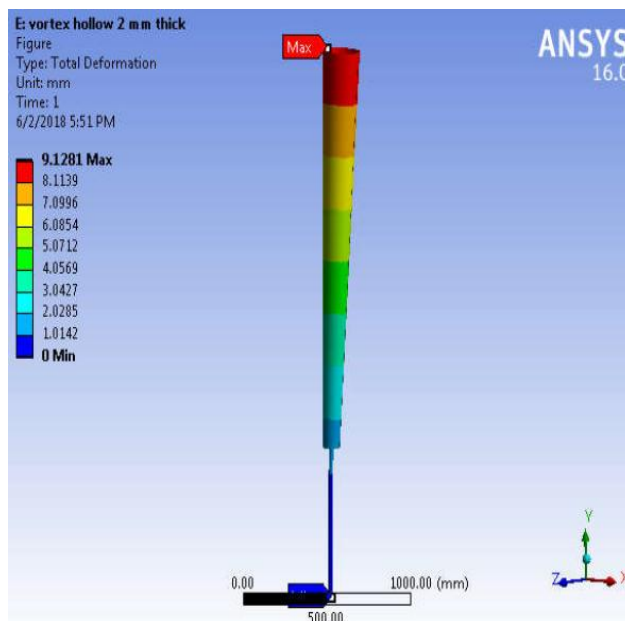 E: vortex hollow 2 mm thick
Figure
Type: Total Deformation
Unit: mm
Time: 1
6/2/2018 5:51 PM
9.1281 Max
8.1139
7.0996
6.0854
5.0712
4.0569
3.0427
2.0285
1.0142
0 Min
Max
ANSYS
16.0
Y
Z
X
0.00
1000.00 (mm)
500.00